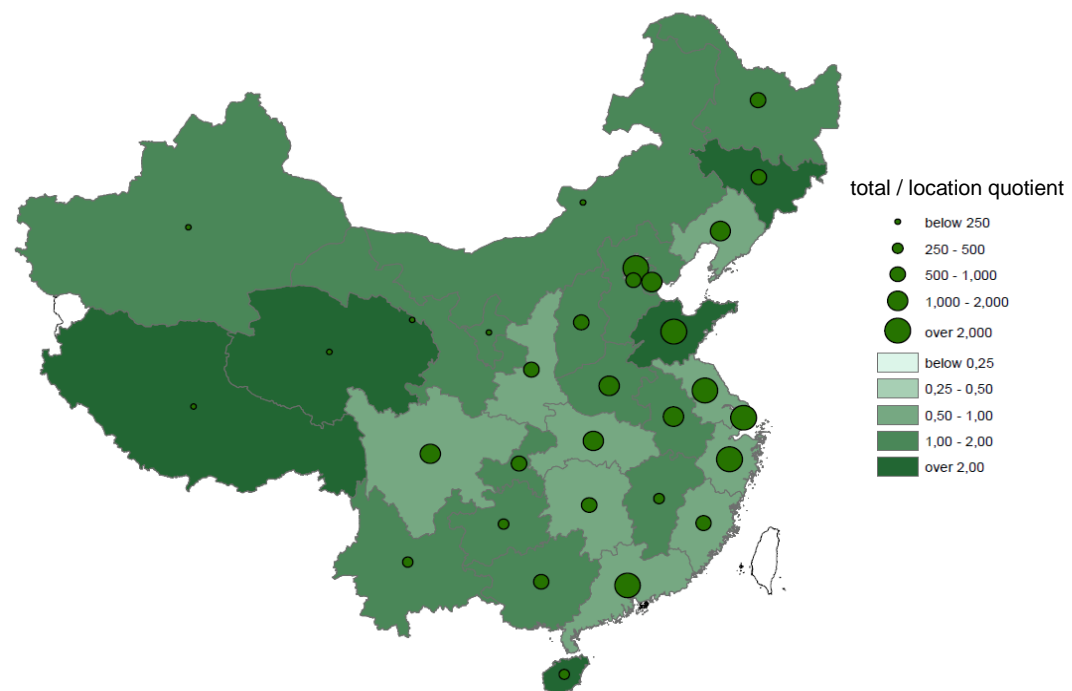 total / location quotient
below 250
250 - 500
500 - 1,000
1,000 - 2,000
over 2,000
below 0,25
0,25 - 0,50
0,50 - 1,00
1,00 - 2,00
over 2,00